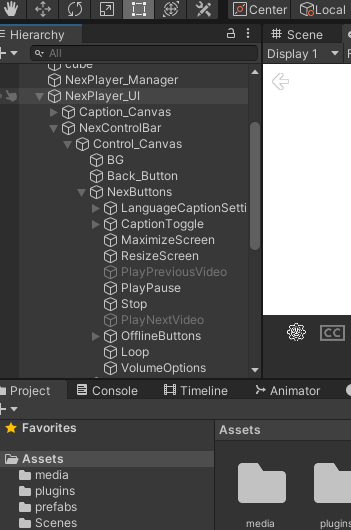 Center Local
Hierarchy
Scene
All
Display 1
cube
NexPlayer_Manager
NexPlayer_UI
Caption_Canvas
NexControlBar
Control_Canvas
BG
Back_Button
NexButtons
LanguageCaptionSetti
CaptionToggle
MaximizeScreen
ResizeScreen
PlayPreviousVideo
PlayPause
Stop
PlayNextVideo
OfflineButtons
Loop
VolumeOptions
CC
Project Console Timeline Animator
Favorites
Assets
Assets
media
plugins
prefabs
Scenes
media
plugins